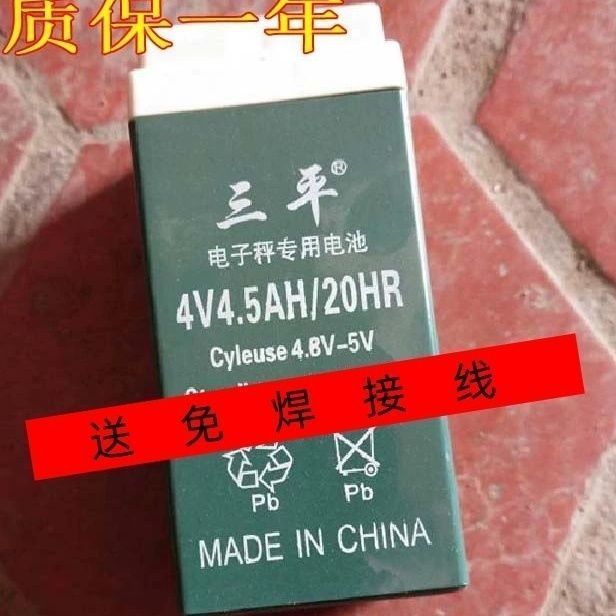 质保一年
三平®
电子秤专用电池
4V4.5AH/20HR
Cyleuse 4.8V-5V
送免焊接线
Pb Pb
MADE IN CHINA